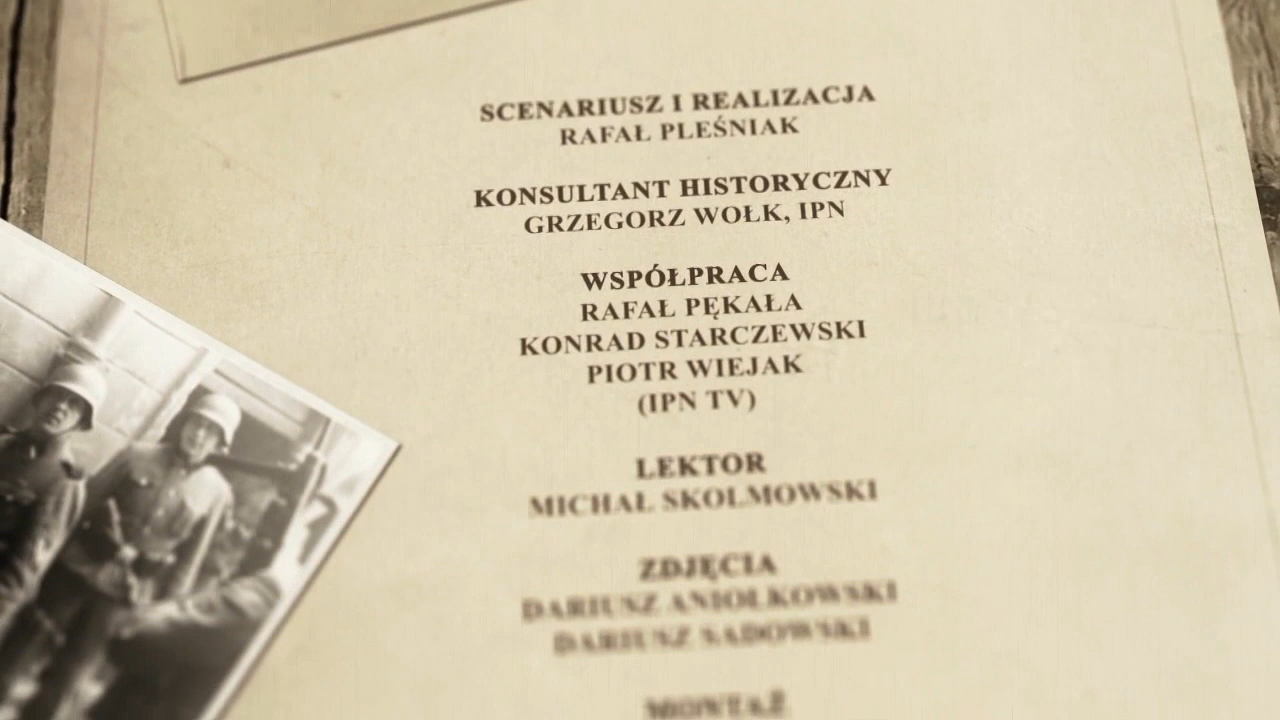 SCENARIUSZ I REALIZACJA
RAFAŁ PLEŚNIAK
KONSULTANT HISTORYCZNY
GRZEGORZ WOŁK, IPN
WSPÓŁPRACA
RAFAŁ PĘKAŁA
KONRAD STARCZEWSKI
PIOTR WIEJAK
(IPN TV)
LEKTOR
MICHAŁ SKOLMOWSKI
ZDJĘCIA
DARIUSZ ANIOŁKOWSKI
DARIUSZ SADOWSKI
MONTAŻ